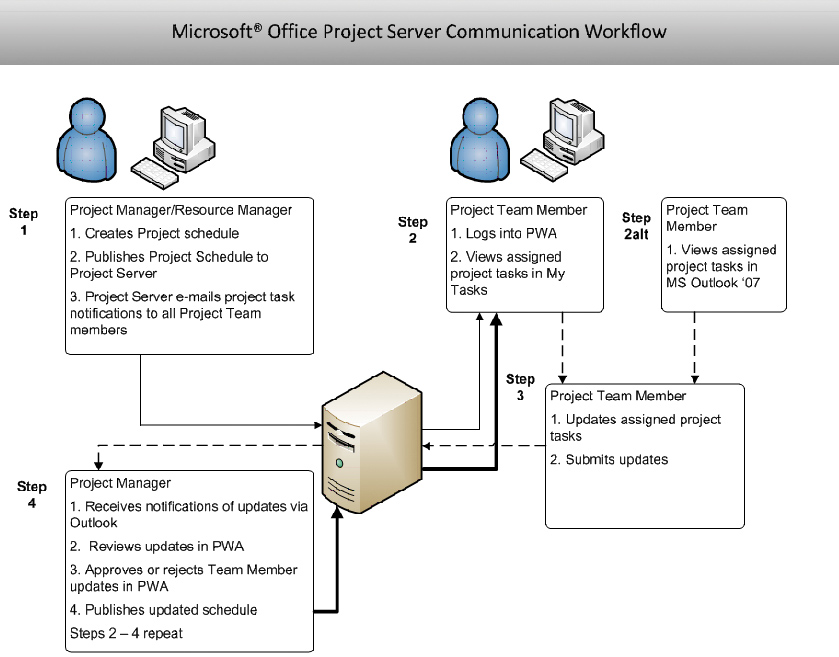 Microsoft® Office Project Server Communication Workflow
Step
1
Project Manager/Resource Manager
1. Creates Project schedule
2. Publishes Project Schedule to
Project Server
3. Project Server e-mails project task
notifications to all Project Team
members
Step
2
Project Team Member
1. Logs into PWA
2. Views assigned
project tasks in My
Tasks
Step
2alt
Project Team
Member
1. Views assigned
project tasks in
MS Outlook ‘07
Step
3
Project Team Member
1. Updates assigned project
tasks
2. Submits updates
Step
4
Project Manager
1. Receives notifications of updates via
Outlook
2. Reviews updates in PWA
3. Approves or rejects Team Member
updates in PWA
4. Publishes updated schedule
Steps 2 – 4 repeat